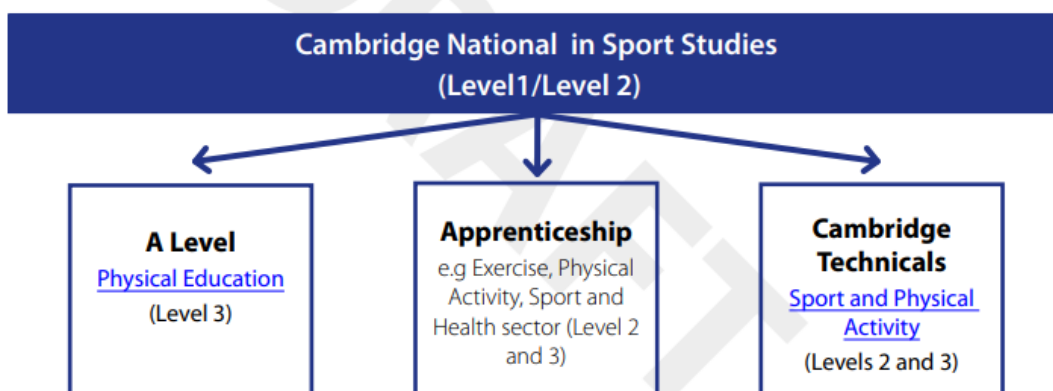 Cambridge National in Sport Studies
(Level1/Level 2)
A Level
Physical Education
(Level 3)
Apprenticeship
e.g Exercise, Physical
Activity, Sport and
Health sector (Level 2
and 3)
Cambridge
Technicals
Sport and Physical
Activity
(Levels 2 and 3)
DRAFT